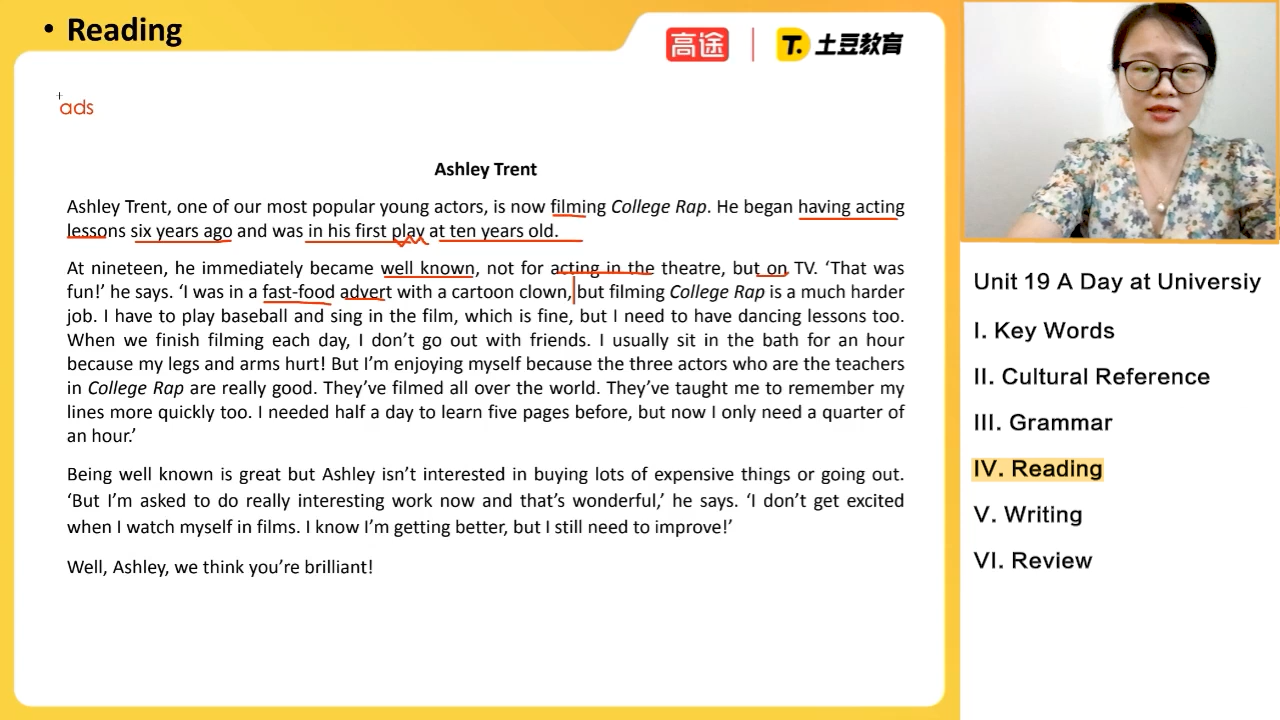 • Reading
高途
T. 土豆教育
ads
Ashley Trent
Ashley Trent, one of our most popular young actors, is now filming College Rap. He began having acting
lessons six years ago and was in his first play at ten years old.
At nineteen, he immediately became well known, not for acting in the theatre, but on TV. ‘That was
fun!’ he says. ‘I was in a fast-food advert with a cartoon clown, but filming College Rap is a much harder
job. I have to play baseball and sing in the film, which is fine, but I need to have dancing lessons too.
When we finish filming each day, I don’t go out with friends. I usually sit in the bath for an hour
because my legs and arms hurt! But I’m enjoying myself because the three actors who are the teachers
in College Rap are really good. They’ve filmed all over the world. They’ve taught me to remember my
lines more quickly too. I needed half a day to learn five pages before, but now I only need a quarter of
an hour.’
Being well known is great but Ashley isn’t interested in buying lots of expensive things or going out.
‘But I’m asked to do really interesting work now and that’s wonderful,’ he says. ‘I don’t get excited
when I watch myself in films. I know I’m getting better, but I still need to improve!’
Well, Ashley, we think you’re brilliant!
Unit 19 A Day at Universiy
I. Key Words
II. Cultural Reference
III. Grammar
IV. Reading
V. Writing
VI. Review